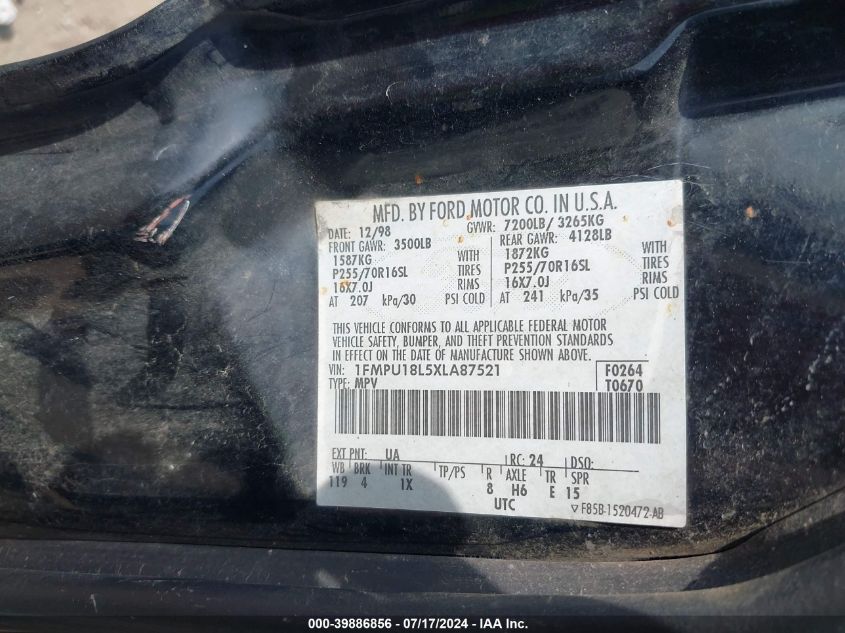 MFD. BY FORD MOTOR CO. IN U.S.A.
DATE: 12/98 GVWR: 7200LB/ 3265KG
FRONT GAWR: 3500LB REAR GAWR: 4128LB
1587KG WITH 1872KG WITH
P255/70R16SL TIRES P255/70R16SL TIRES
16X7.0J RIMS 16X7.0J RIMS
AT 207 kPa/30 PSI COLD AT 241 kPa/35 PSI COLD
THIS VEHICLE CONFORMS TO ALL APPLICABLE FEDERAL MOTOR
VEHICLE SAFETY, BUMPER, AND THEFT PREVENTION STANDARDS
IN EFFECT ON THE DATE OF MANUFACTURE SHOWN ABOVE.
VIN: 1FMPU18L5XLA87521 F0264
TYPE: MPV T0670
EXT PNT: UA RC: 24 DSO:
WB BRK INT TR TP/PS R AXLE TR SPR
119 4 1X 8 H6 E 15
UTC ▽ F85B-1520472-AB
000-39886856 / 07/17/2024 - IAA Inc.